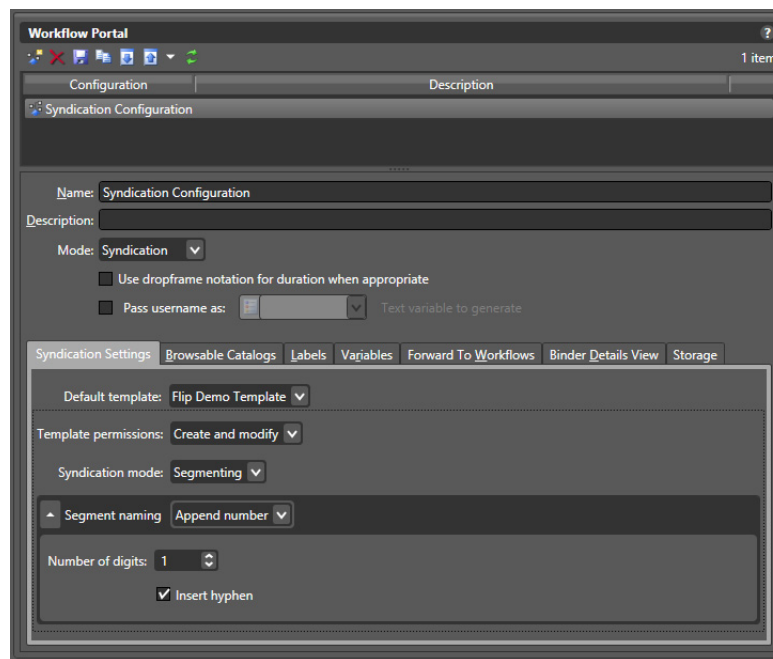 Workflow Portal ?
1 item
Configuration Description
Syndication Configuration
Name: Syndication Configuration
Description:
Mode: Syndication
Use dropframe notation for duration when appropriate
Pass username as: Text variable to generate
Syndication Settings Browsable Catalogs Labels Variables Forward To Workflows Binder Details View Storage
Default template: Flip Demo Template
Template permissions: Create and modify
Syndication mode: Segmenting
Segment naming Append number
Number of digits: 1
Insert hyphen